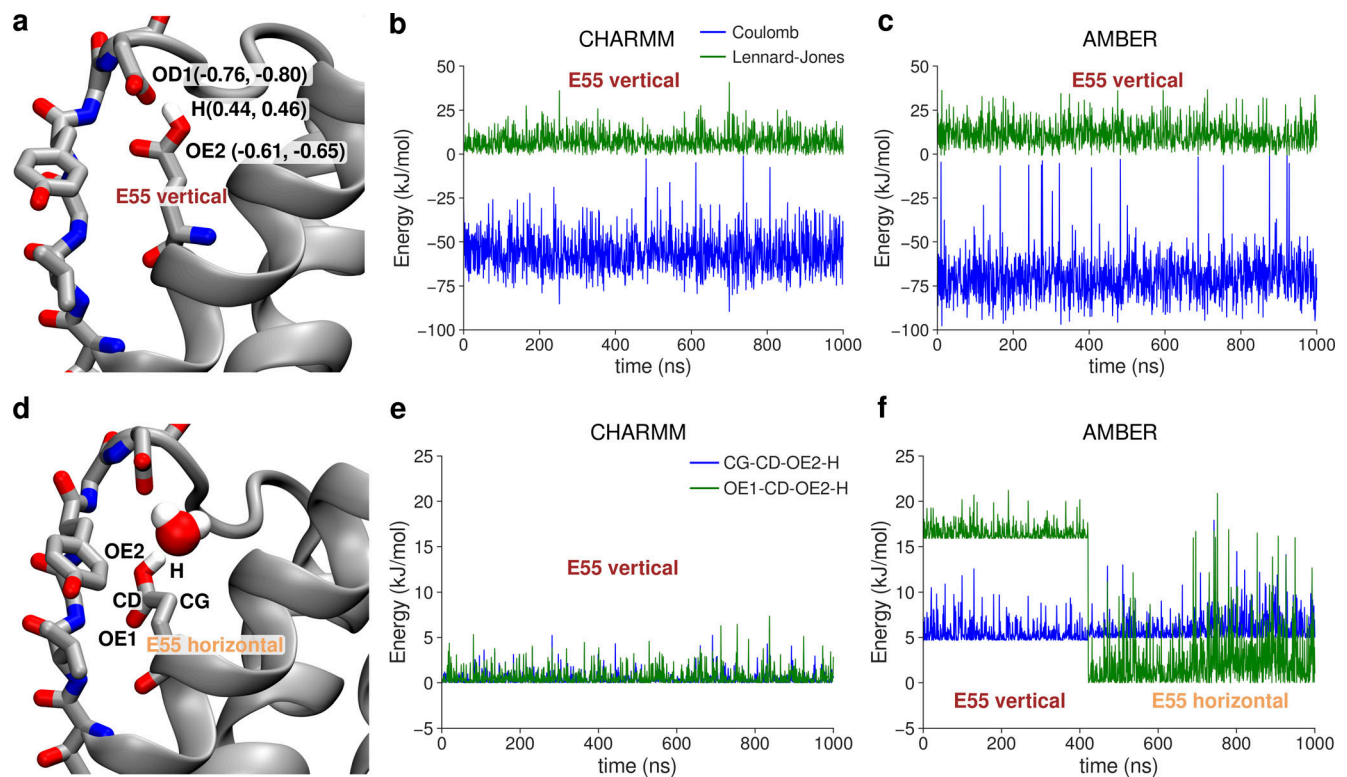 a
OD1(-0.76, -0.80)
H(0.44, 0.46)
OE2 (-0.61, -0.65)
E55 vertical
b
CHARMM
Coulomb
Lennard-Jones
E55 vertical
Energy (kJ/mol)
50
25
0
−25
−50
−75
−100
0 200 400 600 800 1000
time (ns)
c
AMBER
E55 vertical
Energy (kJ/mol)
50
25
0
−25
−50
−75
−100
0 200 400 600 800 1000
time (ns)
d
OE2
H
CD CG
OE1
E55 horizontal
e
CHARMM
CG-CD-OE2-H
OE1-CD-OE2-H
E55 vertical
Energy (kJ/mol)
25
20
15
10
5
0
−5
0 200 400 600 800 1000
time (ns)
f
AMBER
Energy (kJ/mol)
25
20
15
10
5
0
−5
E55 vertical E55 horizontal
0 200 400 600 800 1000
time (ns)